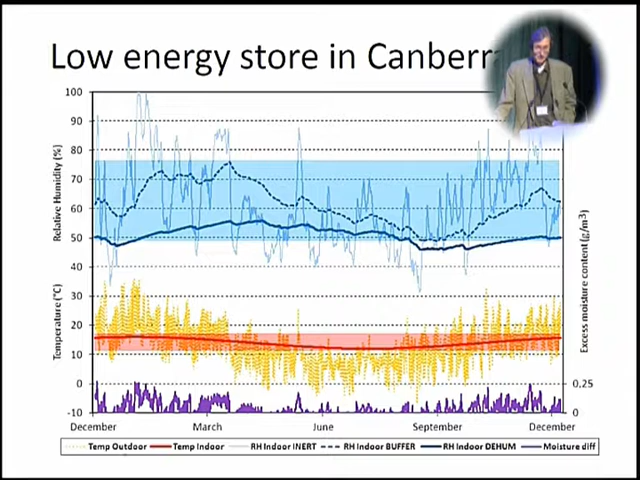 Low energy store in Canberr
100
90
80
70
60
50
40
30
20
10
0
-10
Relative Humidity (%)
Temperature (°C)
Excess moisture content (g/m3)
0.25
0
December
March
June
September
December
Temp Outdoor
Temp Indoor
RH Indoor INERT
RH Indoor BUFFER
RH Indoor DEHUM
Moisture diff